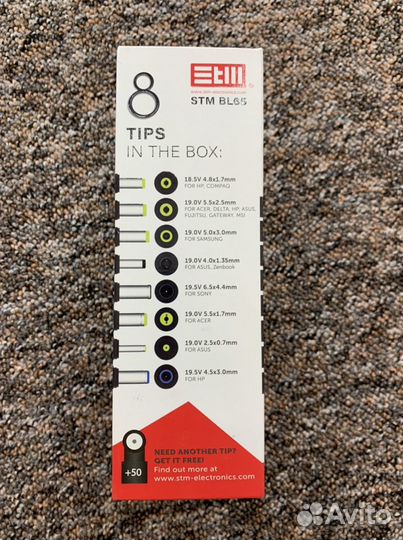 8
STM
www.stm-electronics.com
STM BL65
TIPS
IN THE BOX:
18.5V 4.8x1.7mm
FOR HP, COMPAQ
19.0V 5.5x2.5mm
FOR ACER, DELTA, HP, ASUS,
FUJITSU, GATEWAY, MSI
19.0V 5.0x3.0mm
FOR SAMSUNG
19.0V 4.0x1.35mm
FOR ASUS, Zenbook
19.5V 6.5x4.4mm
FOR SONY
19.0V 5.5x1.7mm
FOR ACER
19.0V 2,5x0.7mm
FOR ASUS
19.5V 4.5x3.0mm
FOR HP
+50
NEED ANOTHER TIP?
GET IT FREE!
Find out more at
www.stm-electronics.com
Avito